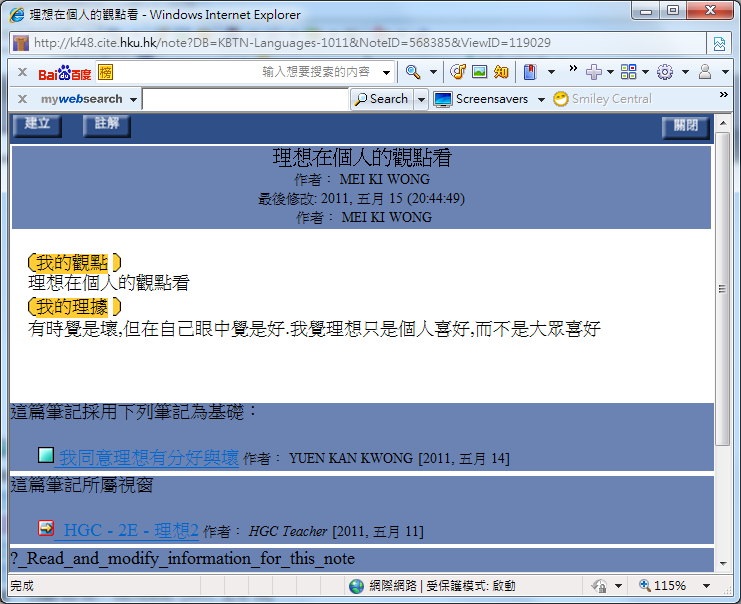 理想在個人的觀點看 - Windows Internet Explorer
http://kf48.cite.hku.hk/note?DB=KBTN-Languages-1011&NoteID=568385&ViewID=119029
Bai百度 輸入想要搜索的內容 知
mywebsearch Search Screensavers Smiley Central
建立 註解 關閉
理想在個人的觀點看
作者： MEI KI WONG
最後修改: 2011, 五月 15 (20:44:49)
作者： MEI KI WONG
(我的觀點 )
理想在個人的觀點看
(我的理據 )
有時覺是壞,但在自己眼中覺是好.我覺理想只是個人喜好,而不是大眾喜好
這篇筆記採用下列筆記為基礎：
我同意理想有分好與壞 作者： YUEN KAN KWONG [2011, 五月 14]
這篇筆記所屬視窗
HGC - 2E - 理想2 作者： HGC Teacher [2011, 五月 11]
?_Read_and_modify_information_for_this_note
完成 網際網路 | 受保護模式: 啟動 115%